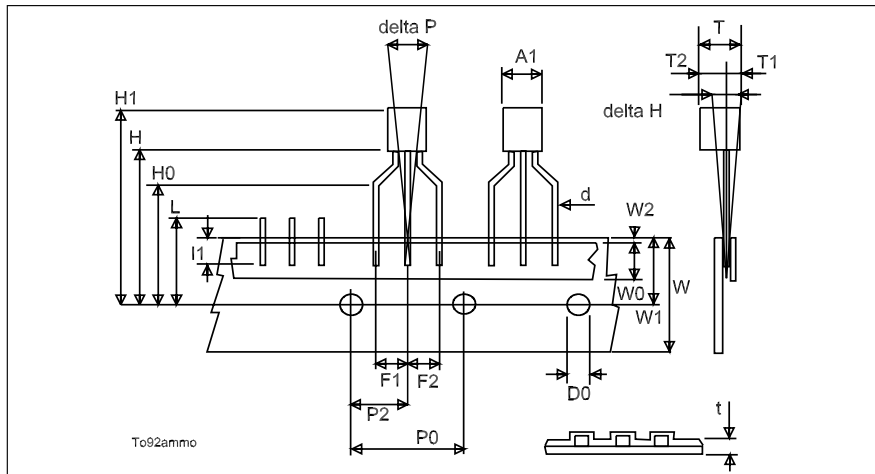 delta P
T
A1
T2
T1
H1
delta H
H
H0
d
L
W2
I1
W0
W
W1
F1
F2
D0
P2
t
P0
To92ammo